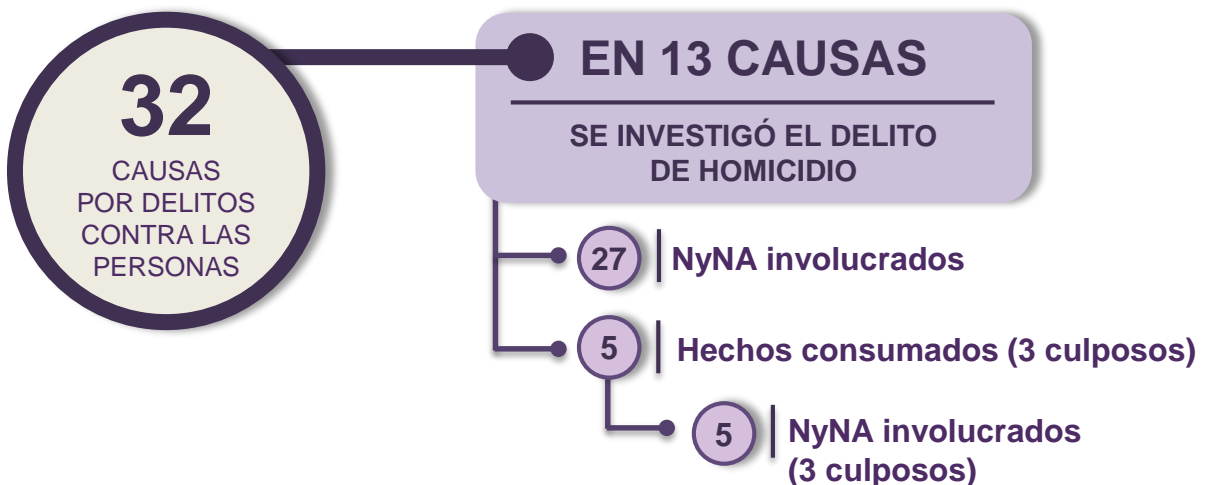 32
CAUSAS
POR DELITOS
CONTRA LAS
PERSONAS
EN 13 CAUSAS
SE INVESTIGÓ EL DELITO
DE HOMICIDIO
27 NyNA involucrados
5 Hechos consumados (3 culposos)
5 NyNA involucrados
(3 culposos)